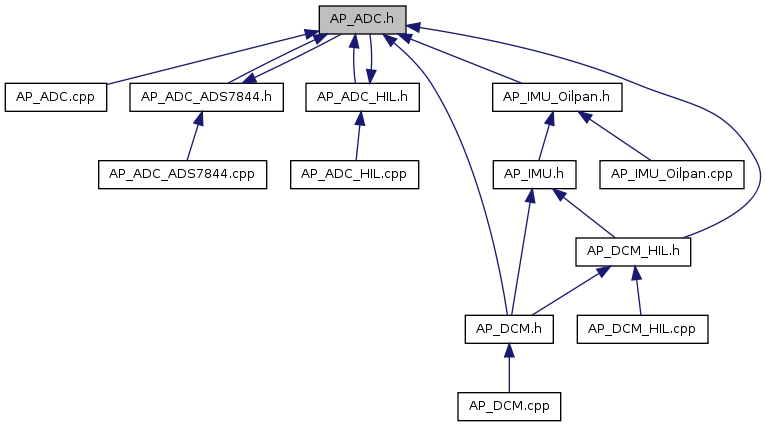 AP_ADC.h
AP_ADC.cpp
AP_ADC_ADS7844.h
AP_ADC_HIL.h
AP_IMU_Oilpan.h
AP_ADC_ADS7844.cpp
AP_ADC_HIL.cpp
AP_IMU.h
AP_IMU_Oilpan.cpp
AP_DCM_HIL.h
AP_DCM.h
AP_DCM_HIL.cpp
AP_DCM.cpp